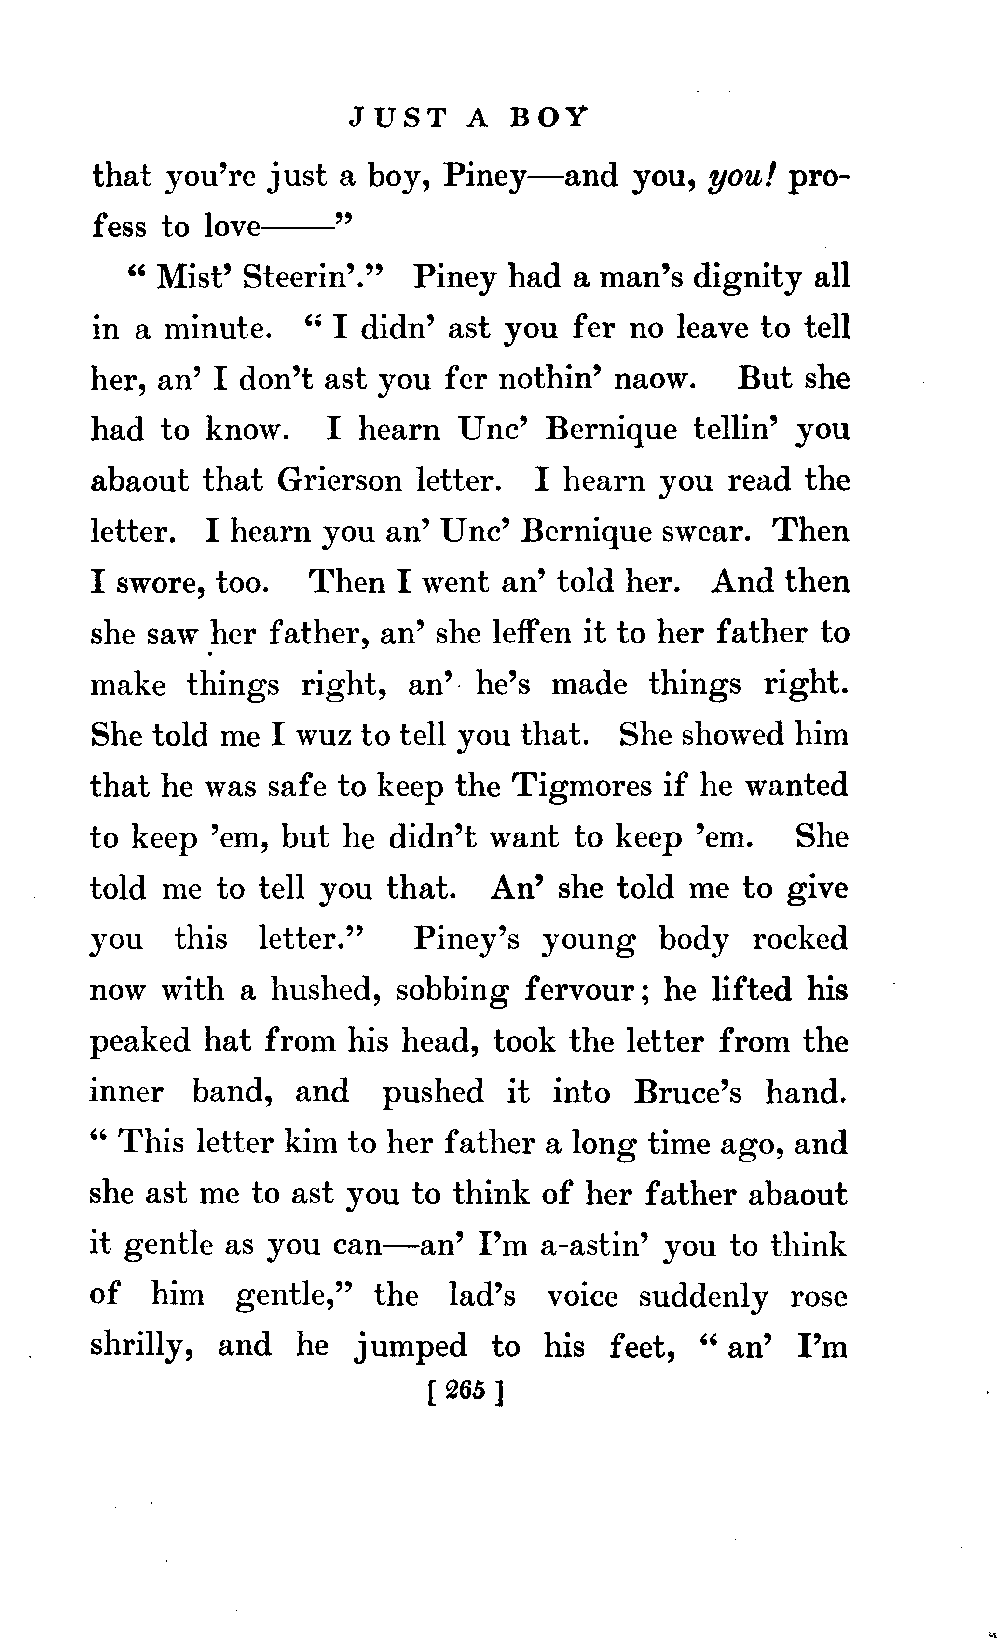 JUST A BOY
that you're just a boy, Piney—and you, you! pro-
fess to love——"
" Mist' Steerin'." Piney had a man's dignity all
in a minute. " I didn' ast you fer no leave to tell
her, an' I don't ast you fer nothin' naow. But she
had to know. I hearn Unc' Bernique tellin' you
abaout that Grierson letter. I hearn you read the
letter. I hearn you an' Unc' Bernique swear. Then
I swore, too. Then I went an' told her. And then
she saw her father, an' she leffen it to her father to
make things right, an' he's made things right.
She told me I wuz to tell you that. She showed him
that he was safe to keep the Tigmores if he wanted
to keep 'em, but he didn't want to keep 'em. She
told me to tell you that. An' she told me to give
you this letter." Piney's young body rocked
now with a hushed, sobbing fervour; he lifted his
peaked hat from his head, took the letter from the
inner band, and pushed it into Bruce's hand.
" This letter kim to her father a long time ago, and
she ast me to ast you to think of her father abaout
it gentle as you can—an' I'm a-astin' you to think
of him gentle," the lad's voice suddenly rose
shrilly, and he jumped to his feet, " an' I'm
[ 265 ]